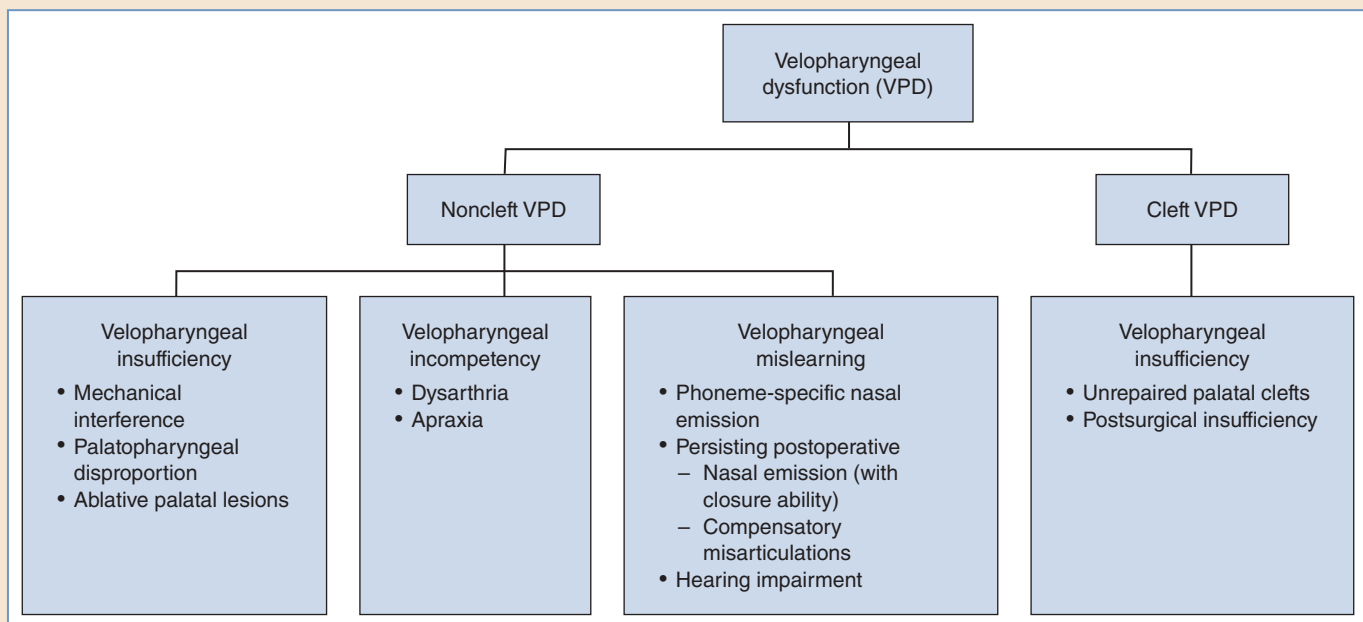 Velopharyngeal
dysfunction (VPD)
Noncleft VPD
Cleft VPD
Velopharyngeal
insufficiency
• Mechanical
interference
• Palatopharyngeal
disproportion
• Ablative palatal lesions
Velopharyngeal
incompetency
• Dysarthria
• Apraxia
Velopharyngeal
mislearning
• Phoneme-specific nasal
emission
• Persisting postoperative
– Nasal emission (with
closure ability)
– Compensatory
misarticulations
• Hearing impairment
Velopharyngeal
insufficiency
• Unrepaired palatal clefts
• Postsurgical insufficiency